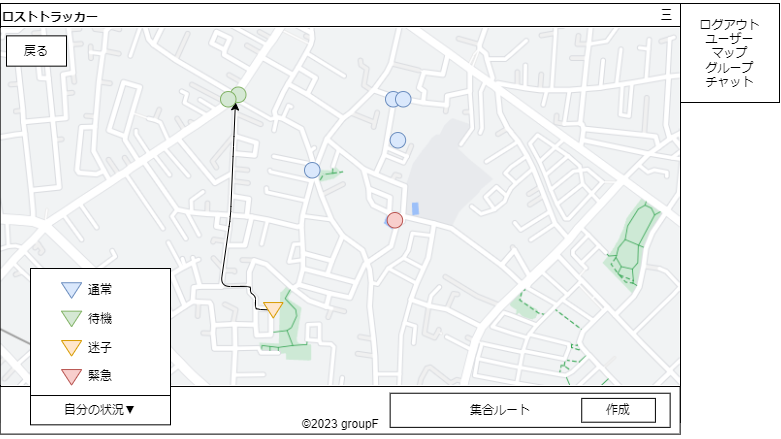 ロストトラッカー
三
ログアウト
ユーザー
マップ
グループ
チャット
戻る
通常
待機
迷子
緊急
自分の状況▼
©2023 groupF
集合ルート
作成